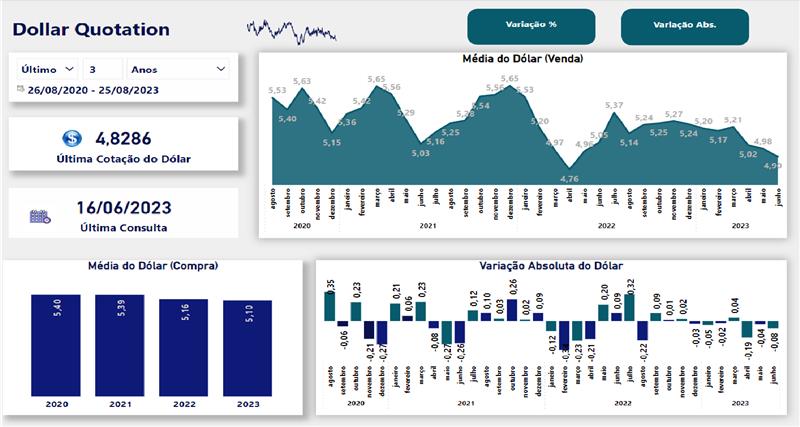 Dollar Quotation
Variação %
Variação Abs.
Último 3 Anos
26/08/2020 - 25/08/2023
4,8286
Última Cotação do Dólar
16/06/2023
Última Consulta
Média do Dólar (Venda)
5,53 5,40 5,63 5,42 5,15 5,36 5,42 5,65 5,56 5,29 5,03 5,16 5,25 5,28 5,54 5,56 5,65 5,53 5,20 4,97 4,76 4,96 5,05 5,37 5,14 5,24 5,25 5,27 5,24 5,20 5,17 5,21 5,02 4,98 4,90
agosto setembro outubro novembro dezembro janeiro fevereiro março abril maio junho julho agosto setembro outubro novembro dezembro janeiro fevereiro março abril maio junho julho agosto setembro outubro novembro dezembro janeiro fevereiro março abril maio junho
2020 2021 2022 2023
Média do Dólar (Compra)
5,40 5,39 5,16 5,10
2020 2021 2022 2023
Variação Absoluta do Dólar
0,35 -0,06 0,23 -0,21 -0,27 0,21 0,06 0,23 -0,08 -0,27 -0,26 0,12 0,10 0,03 0,26 0,02 0,09 -0,12 -0,23 -0,21 0,20 0,09 0,32 -0,22 0,09 0,01 0,02 -0,03 -0,05 -0,02 0,04 -0,19 -0,04 -0,08
agosto setembro outubro novembro dezembro janeiro fevereiro março abril maio junho julho agosto setembro outubro novembro dezembro janeiro fevereiro março abril maio junho julho agosto setembro outubro novembro dezembro janeiro fevereiro março abril maio junho
2020 2021 2022 2023